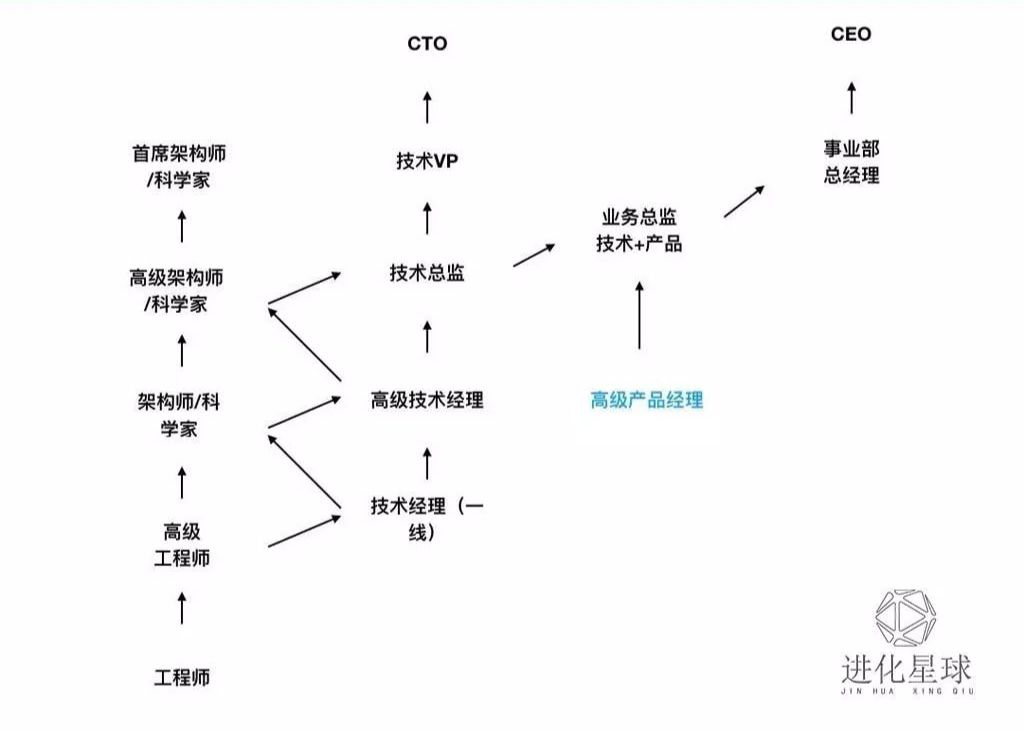 CTO
CEO
首席架构师
/科学家
技术VP
事业部
总经理
业务总监
技术+产品
高级架构师
/科学家
技术总监
架构师/科
学家
高级技术经理
高级产品经理
技术经理（一
线）
高级
工程师
工程师
进化星球
JIN HUA XING QIU